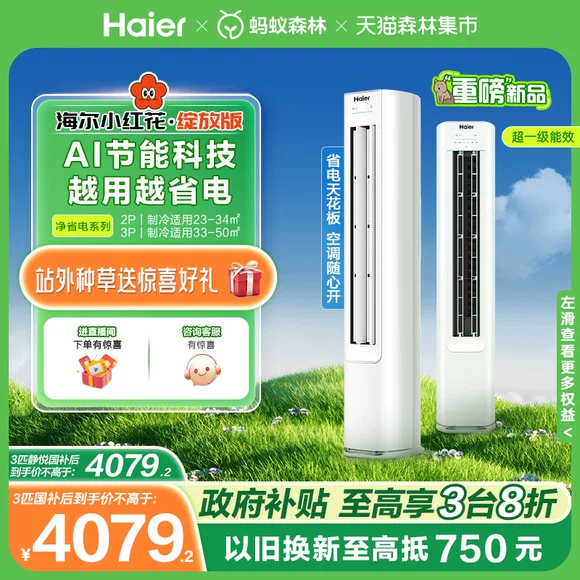 Haier × 蚂蚁森林 × 天猫森林集市
海尔小红花·绽放版
AI节能科技
越用越省电
净省电系列
2P | 制冷适用23-34㎡
3P | 制冷适用33-50㎡
站外种草送惊喜好礼
进直播间
下单有惊喜
咨询客服
有惊喜
Haier
省电天花板 空调随心开
"重磅"新品
Haier
超一级能效
左滑查看更多权益
3匹静悦国补后
到手价不高于:
4079.2
3匹国补后到手价不高于:
¥4079.2
政府补贴 至高享3台8折
以旧换新至高抵750元